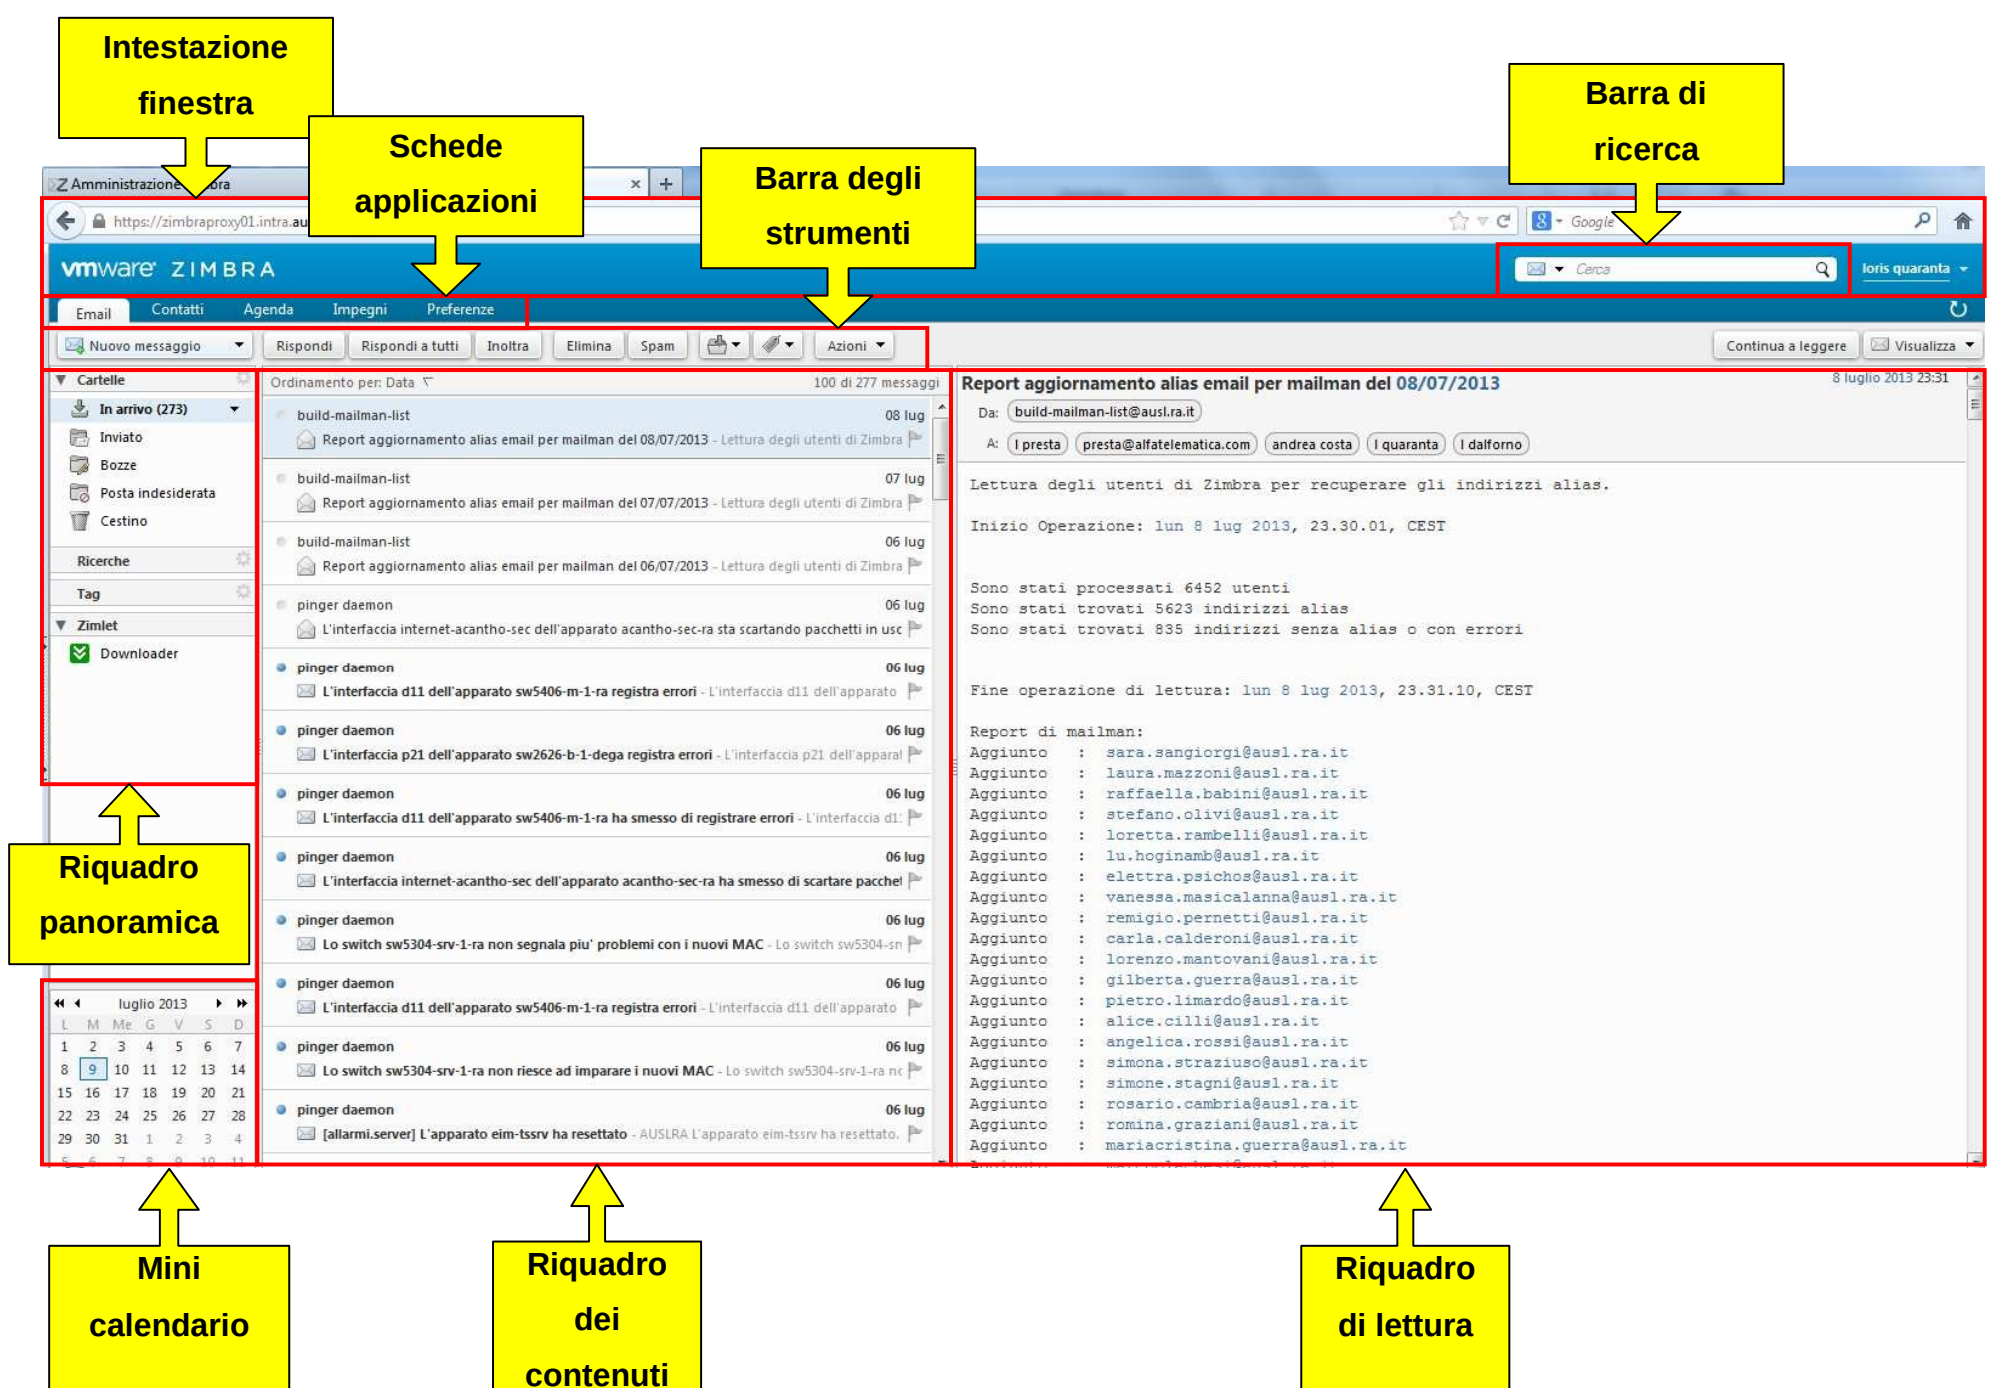 Intestazione
finestra
Schede
applicazioni
Barra degli
strumenti
Barra di
ricerca
Z Amministrazione
https://zimbraproxy01.intra.au
Google
vmware ZIMBRA
Cerca
loris quaranta
Email Contatti Agenda Impegni Preferenze
Nuovo messaggio Rispondi Rispondi a tutti Inoltra Elimina Spam Azioni Continua a leggere Visualizza
Cartelle
In arrivo (273)
Inviato
Bozze
Posta indesiderata
Cestino
Ricerche
Tag
Zimlet
Downloader
Riquadro
panoramica
luglio 2013
L M Me G V S D
1 2 3 4 5 6 7
8 9 10 11 12 13 14
15 16 17 18 19 20 21
22 23 24 25 26 27 28
29 30 31 1 2 3 4
5 6 7 8 9 10 11
Ordinamento per: Data 100 di 277 messaggi
build-mailman-list 08 lug
Report aggiornamento alias email per mailman del 08/07/2013 - Lettura degli utenti di Zimbra
build-mailman-list 07 lug
Report aggiornamento alias email per mailman del 07/07/2013 - Lettura degli utenti di Zimbra
build-mailman-list 06 lug
Report aggiornamento alias email per mailman del 06/07/2013 - Lettura degli utenti di Zimbra
pinger daemon 06 lug
L'interfaccia internet-acantho-sec dell'apparato acantho-sec-ra sta scartando pacchetti in usc
pinger daemon 06 lug
L'interfaccia d11 dell'apparato sw5406-m-1-ra registra errori - L'interfaccia d11 dell'apparato
pinger daemon 06 lug
L'interfaccia p21 dell'apparato sw2626-b-1-dega registra errori - L'interfaccia p21 dell'apparat
pinger daemon 06 lug
L'interfaccia d11 dell'apparato sw5406-m-1-ra ha smesso di registrare errori - L'interfaccia d1
pinger daemon 06 lug
L'interfaccia internet-acantho-sec dell'apparato acantho-sec-ra ha smesso di scartare pacchet
pinger daemon 06 lug
Lo switch sw5304-srv-1-ra non segnala piu' problemi con i nuovi MAC - Lo switch sw5304-sr
pinger daemon 06 lug
L'interfaccia d11 dell'apparato sw5406-m-1-ra registra errori - L'interfaccia d11 dell'apparato
pinger daemon 06 lug
Lo switch sw5304-srv-1-ra non riesce ad imparare i nuovi MAC - Lo switch sw5304-srv-1-ra nc
pinger daemon 06 lug
[allarmi.server] L'apparato eim-tssrv ha resettato - AUSLRA L'apparato eim-tssrv ha resettato.
Report aggiornamento alias email per mailman del 08/07/2013 8 luglio 2013 23:31
Da: build-mailman-list@ausl.ra.it
A: l presta presta@alfatelematica.com andrea costa l quaranta l dalforno
Lettura degli utenti di Zimbra per recuperare gli indirizzi alias.
Inizio Operazione: lun 8 lug 2013, 23.30.01, CEST
Sono stati processati 6452 utenti
Sono stati trovati 5623 indirizzi alias
Sono stati trovati 835 indirizzi senza alias o con errori
Fine operazione di lettura: lun 8 lug 2013, 23.31.10, CEST
Report di mailman:
Aggiunto : sara.sangiorgi@ausl.ra.it
Aggiunto : laura.mazzoni@ausl.ra.it
Aggiunto : raffaella.babini@ausl.ra.it
Aggiunto : stefano.olivi@ausl.ra.it
Aggiunto : loretta.rambelli@ausl.ra.it
Aggiunto : lu.hoginamb@ausl.ra.it
Aggiunto : elettra.psichos@ausl.ra.it
Aggiunto : vanessa.masicalanna@ausl.ra.it
Aggiunto : remigio.pernetti@ausl.ra.it
Aggiunto : carla.calderoni@ausl.ra.it
Aggiunto : lorenzo.mantovani@ausl.ra.it
Aggiunto : gilberta.guerra@ausl.ra.it
Aggiunto : pietro.limardo@ausl.ra.it
Aggiunto : alice.cilli@ausl.ra.it
Aggiunto : angelica.rossi@ausl.ra.it
Aggiunto : simona.straziuso@ausl.ra.it
Aggiunto : simone.stagni@ausl.ra.it
Aggiunto : rosario.cambria@ausl.ra.it
Aggiunto : romina.graziani@ausl.ra.it
Aggiunto : mariacristina.guerra@ausl.ra.it
Mini
calendario
Riquadro
dei
contenuti
Riquadro
di lettura